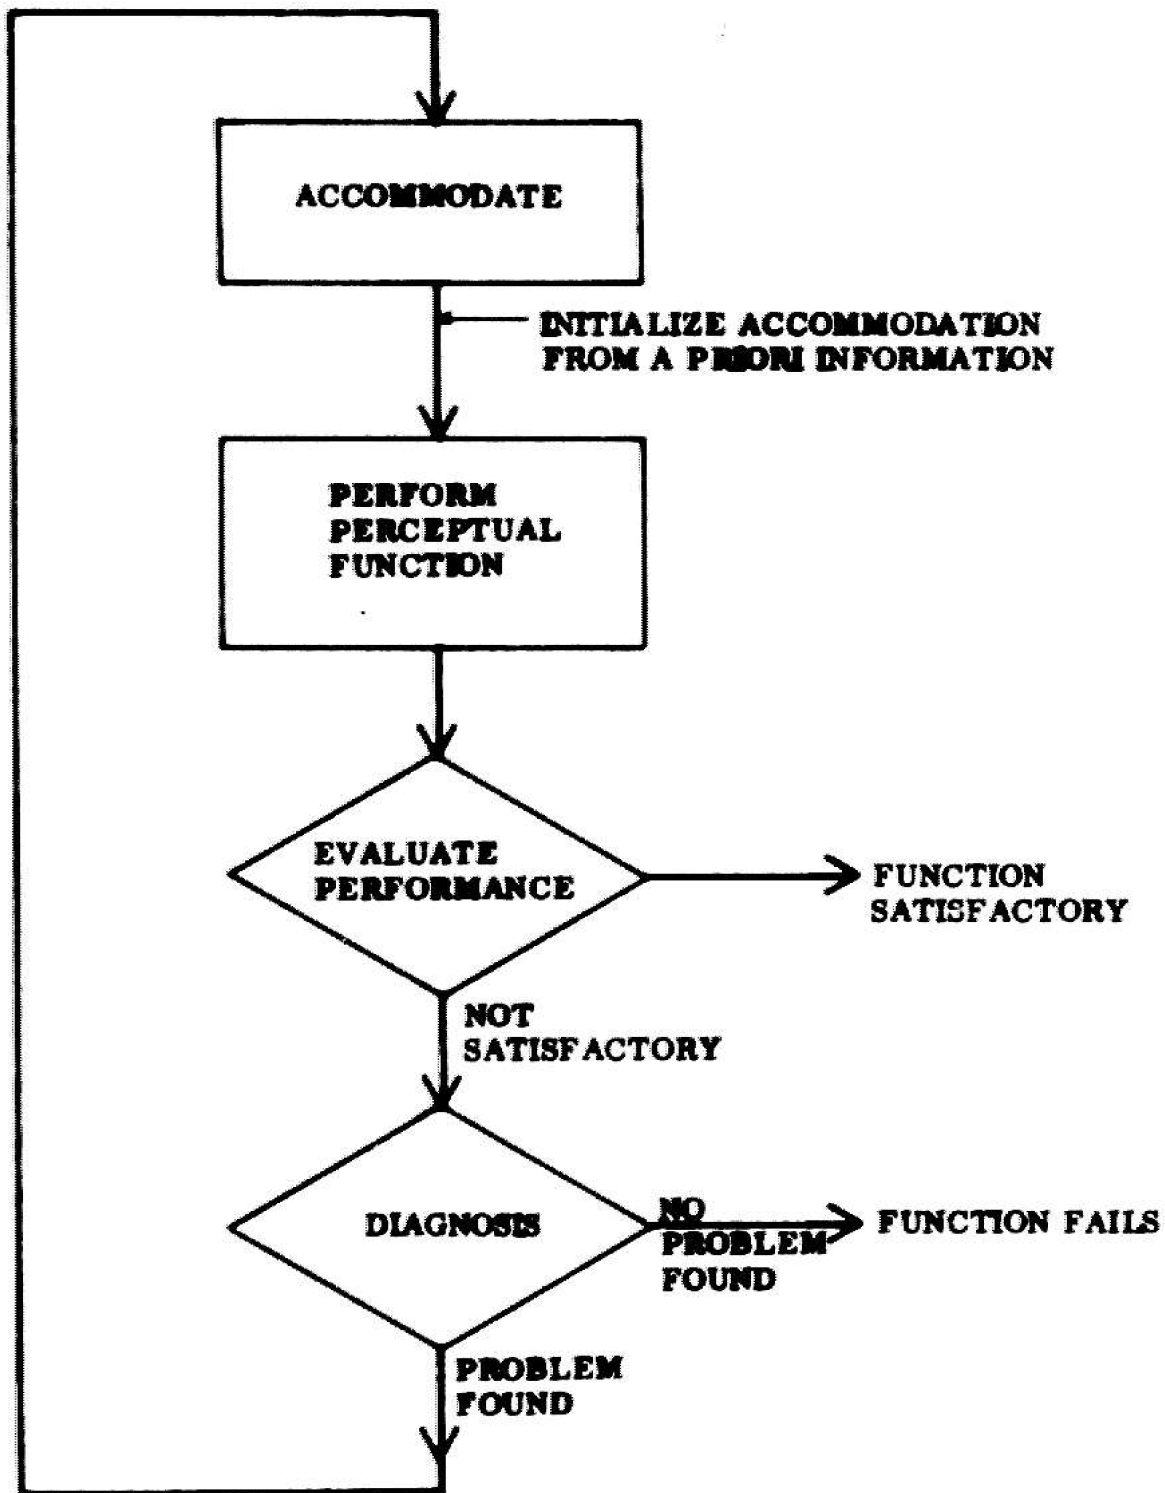 ACCOMMODATE
INITIALIZE ACCOMMODATION
FROM A PRIORI INFORMATION
PERFORM
PERCEPTUAL
FUNCTION
EVALUATE
PERFORMANCE
FUNCTION
SATISFACTORY
NOT
SATISFACTORY
DIAGNOSIS
NO
PROBLEM
FOUND
FUNCTION FAILS
PROBLEM
FOUND